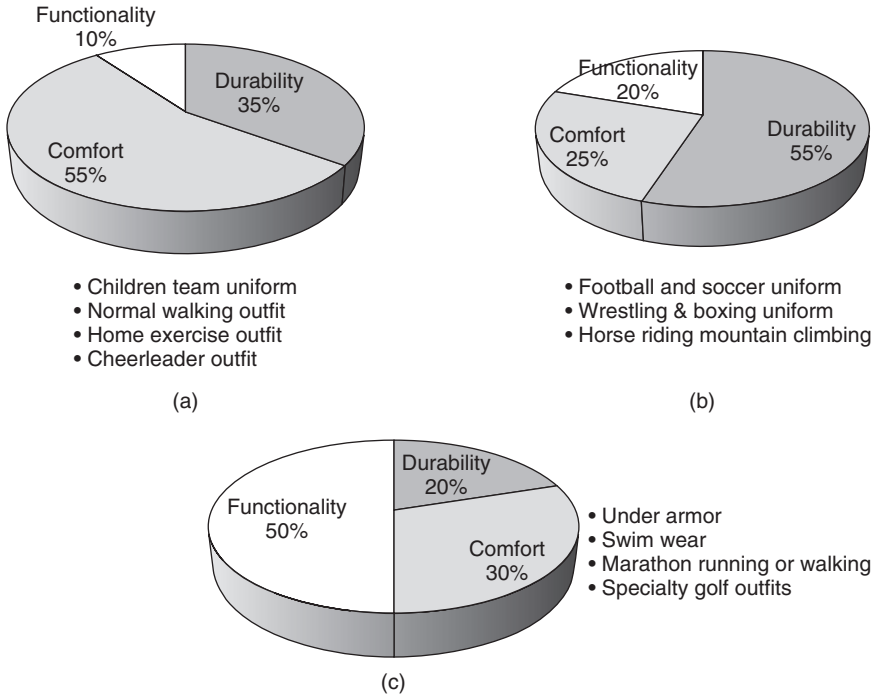 Functionality
10%
Durability
35%
Comfort
55%
• Children team uniform
• Normal walking outfit
• Home exercise outfit
• Cheerleader outfit
(a)
Functionality
20%
Durability
55%
Comfort
25%
• Football and soccer uniform
• Wrestling & boxing uniform
• Horse riding mountain climbing
(b)
Durability
20%
Functionality
50%
Comfort
30%
• Under armor
• Swim wear
• Marathon running or walking
• Specialty golf outfits
(c)